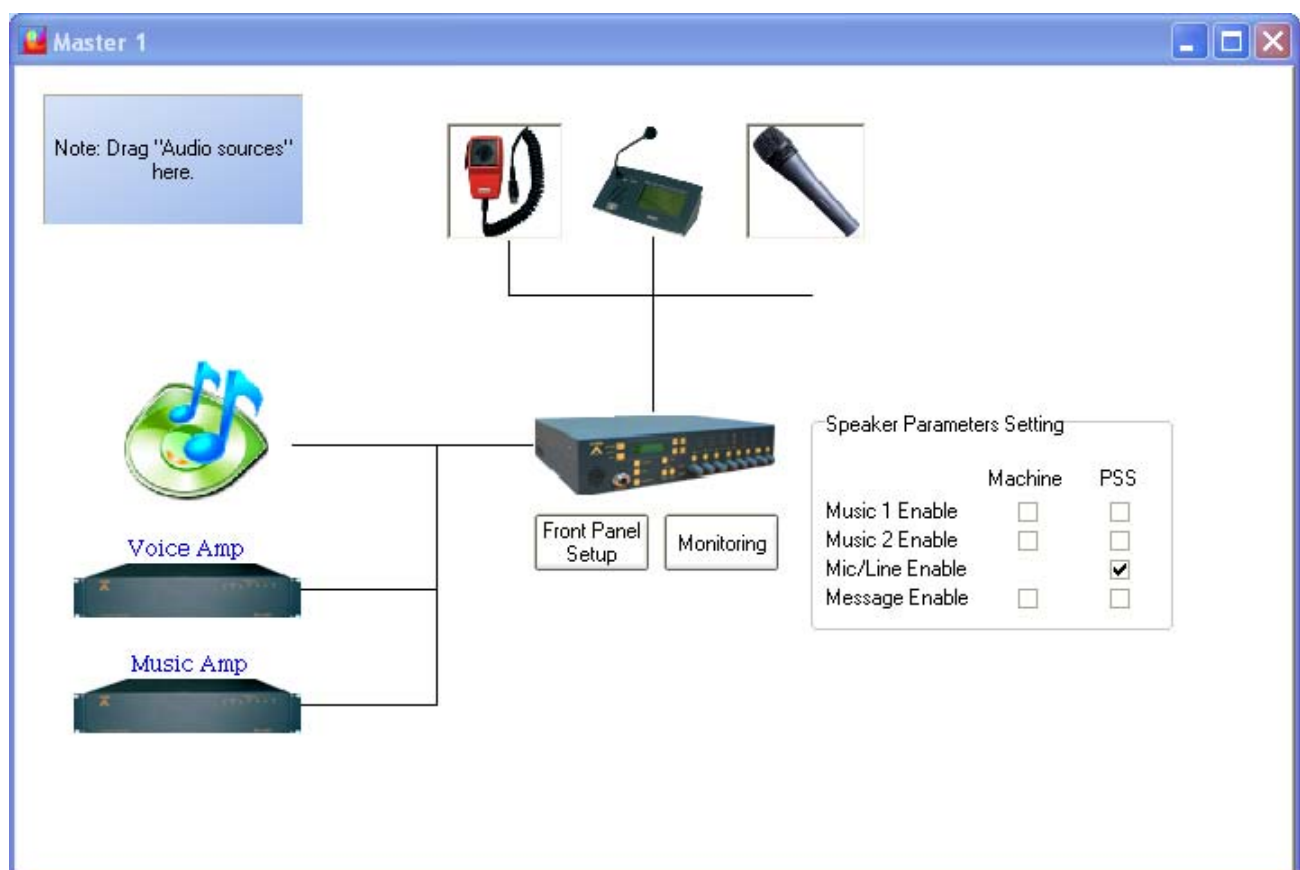 Master 1
Note: Drag "Audio sources"
here.
Voice Amp
Music Amp
Front Panel
Setup
Monitoring
Speaker Parameters Setting
Machine PSS
Music 1 Enable
Music 2 Enable
Mic/Line Enable
Message Enable